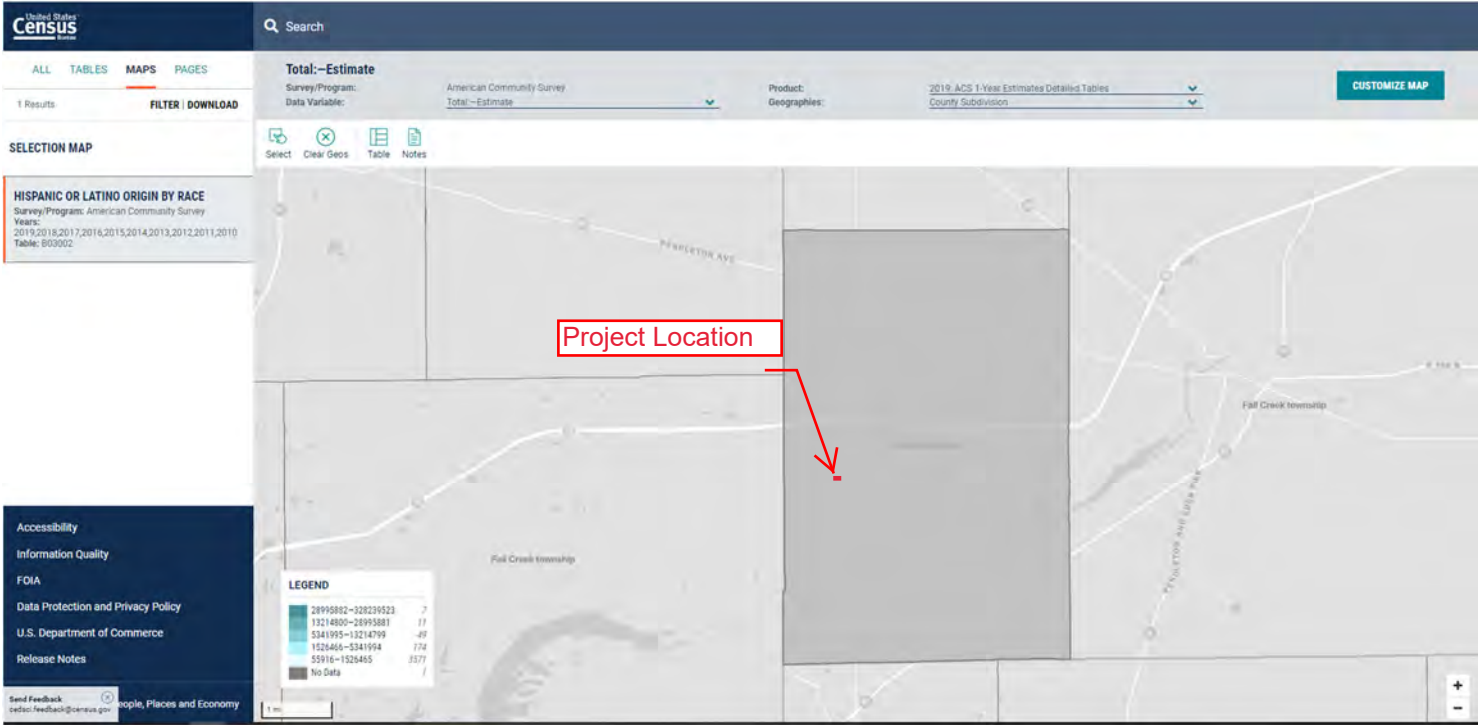 United States
Census
Bureau
Search
ALL TABLES MAPS PAGES
1 Results FILTER | DOWNLOAD
SELECTION MAP
HISPANIC OR LATINO ORIGIN BY RACE
Survey/Program: American Community Survey
Years:
2019,2018,2017,2016,2015,2014,2013,2012,2011,2010
Table: B03002
Total:—Estimate
Survey/Program: American Community Survey
Data Variable: Total:—Estimate
Product: 2019: ACS 1-Year Estimates Detailed Tables
Geographies: County Subdivision
CUSTOMIZE MAP
Select Clear Geos Table Notes
PENDLETON AVE
Project Location
Fall Creek township
Fall Creek township
LEGEND
28995882—328239523 7
13214800—28995881 11
5341995—13214799 49
1526466—5341994 174
55916—1526465 3571
No Data 1
1 mi
+
−
Accessibility
Information Quality
FOIA
Data Protection and Privacy Policy
U.S. Department of Commerce
Release Notes
Send Feedback
cedsci.feedback@census.gov
eople, Places and Economy